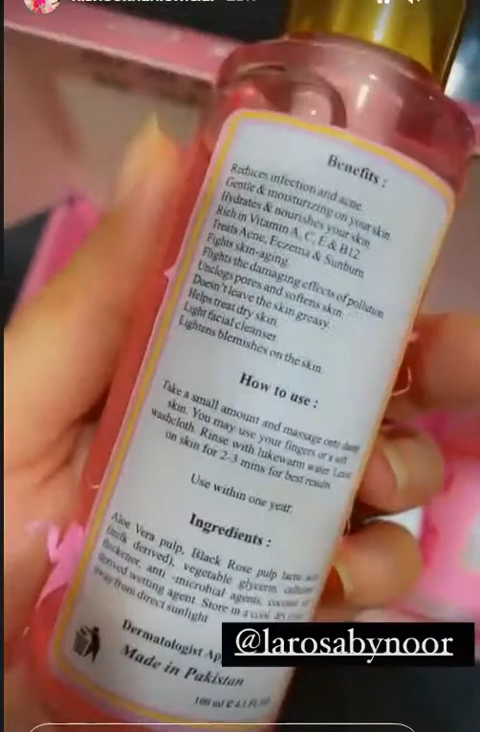 Benefits :
Reduces infection and acne
Gentle & moisturizing on your skin
Hydrates & nourishes your skin
Rich in Vitamin A, C, E & B12
Treats Acne, Eczema & Sunburn
Fights skin-aging
Flights the damaging effects of pollution
Unclogs pores and softens skin
Doesn't leave the skin greasy
Helps treat dry skin
Light facial cleanser
Lightens blemishes on the skin.
How to use :
Take a small amount and massage onto damp
skin. You may use your fingers or a soft
washcloth. Rinse with lukewarm water. Leave
on skin for 2-3 mins for best results
Use within one year.
Ingredients :
Aloe Vera pulp, Black Rose pulp lactic
(milk derived), vegetable glycerin,
thickener, anti -microbial agents, coconut
derived wetting agent Store in a cool, dry
away from direct sunlight
Dermatologist
@larosabynoor
Made in Pakistan
100 ml